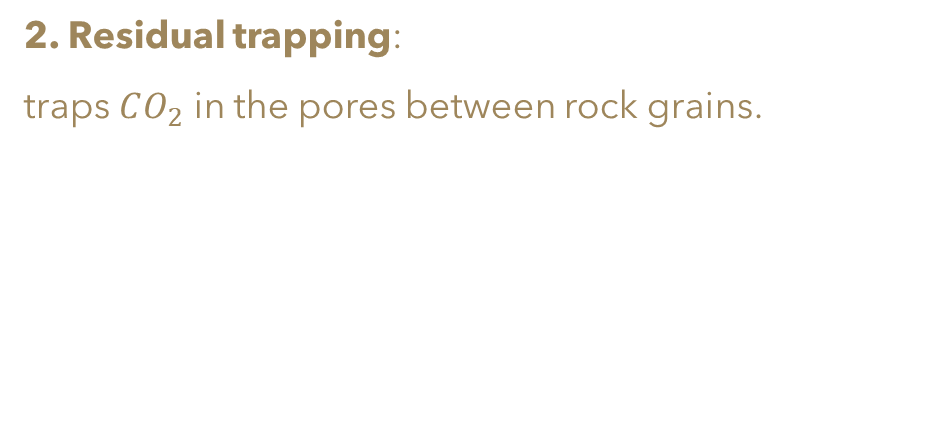 2. Residual trapping:
traps CO₂ in the pores between rock grains.